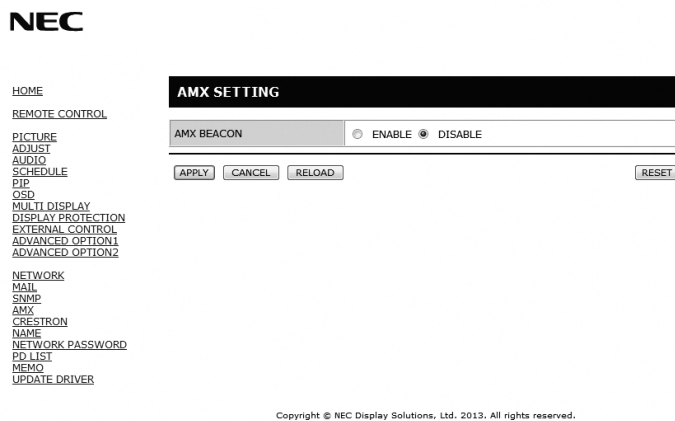 NEC
HOME
REMOTE CONTROL
PICTURE
ADJUST
AUDIO
SCHEDULE
PIP
OSD
MULTI DISPLAY
DISPLAY PROTECTION
EXTERNAL CONTROL
ADVANCED OPTION1
ADVANCED OPTION2
NETWORK
MAIL
SNMP
AMX
CRESTRON
NAME
NETWORK PASSWORD
PD LIST
MEMO
UPDATE DRIVER
AMX SETTING
AMX BEACON ENABLE DISABLE
APPLY CANCEL RELOAD RESET
Copyright © NEC Display Solutions, Ltd. 2013. All rights reserved.